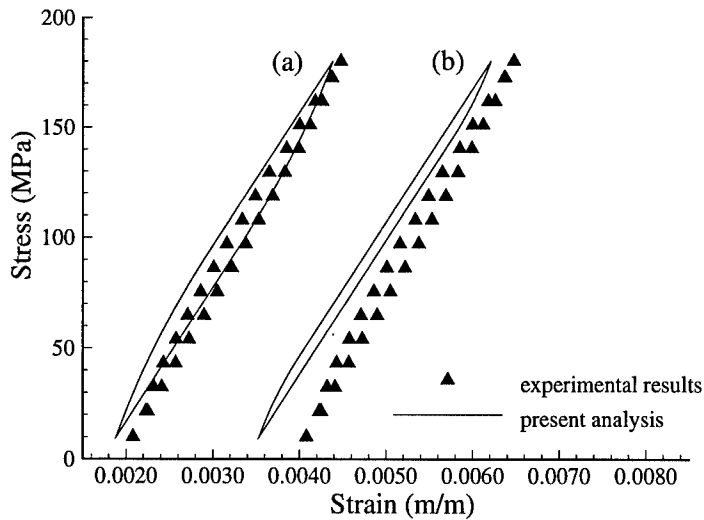 200
(a)
(b)
150
Stress (MPa)
100
50
experimental results
present analysis
0
0.0020 0.0030 0.0040 0.0050 0.0060 0.0070 0.0080
Strain (m/m)